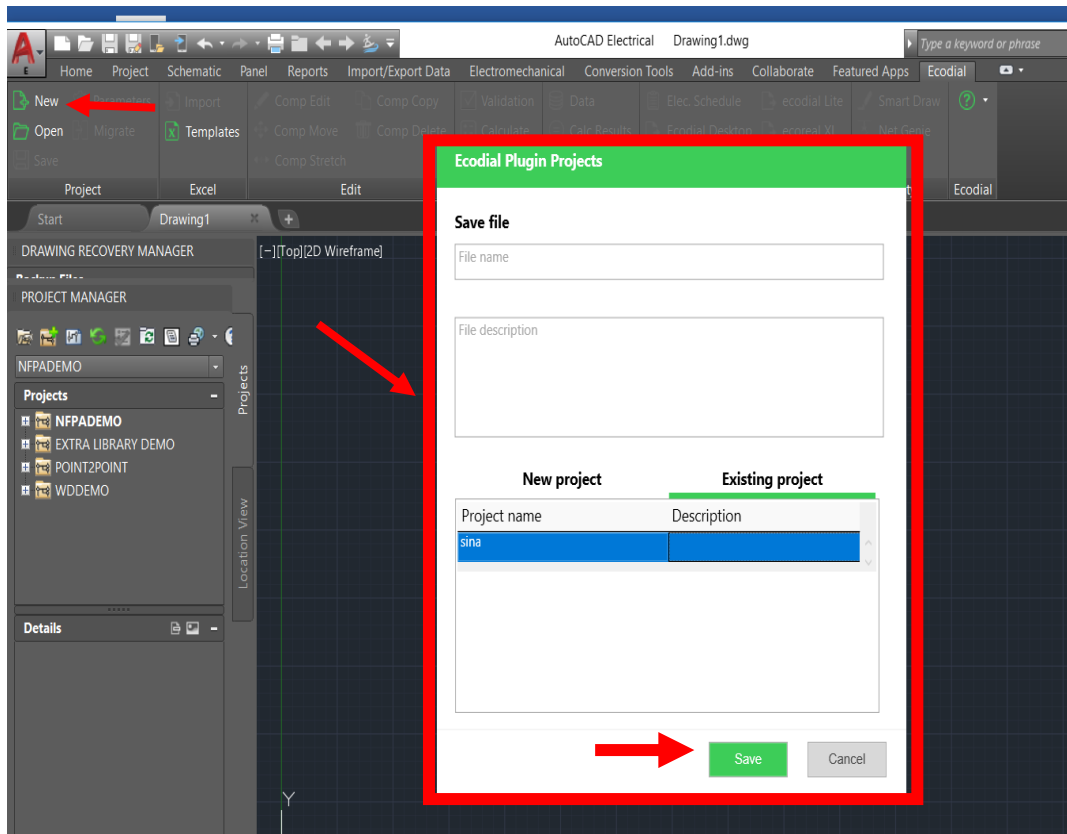 AutoCAD Electrical Drawing1.dwg
Type a keyword or phrase
E
Home Project Schematic Panel Reports Import/Export Data Electromechanical Conversion Tools Add-ins Collaborate Featured Apps Ecodial
New Parameters Import Comp Edit Comp Copy Validation Data Elec. Schedule ecodial Lite Smart Draw
Open Migrate Templates Comp Move Comp Delete Calculate Calc Results Ecodial Desktop ecoreal XL Net Genie
Save Comp Stretch
Project Excel Edit Ecodial
Start Drawing1
DRAWING RECOVERY MANAGER
[−][Top][2D Wireframe]
Backup Files
PROJECT MANAGER
NFPADEMO
Projects
NFPADEMO
EXTRA LIBRARY DEMO
POINT2POINT
WDDEMO
Projects
Location View
Details
Ecodial Plugin Projects
Save file
File name
File description
New project Existing project
Project name Description
sina
Save Cancel
Y